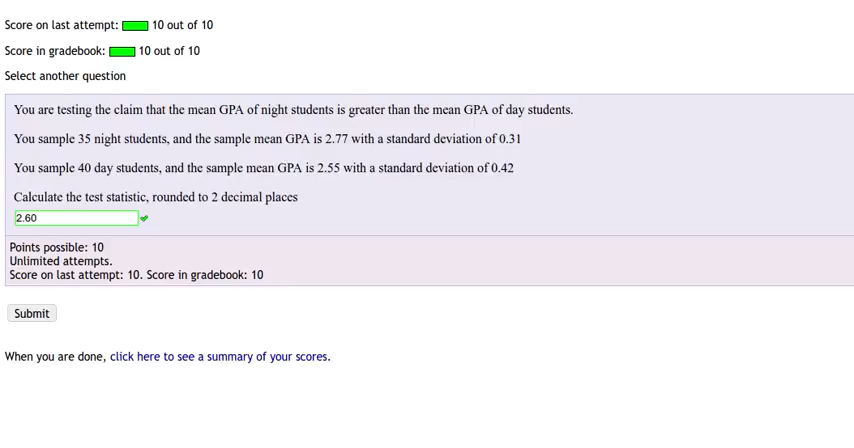 Score on last attempt: 10 out of 10
Score in gradebook: 10 out of 10
Select another question
You are testing the claim that the mean GPA of night students is greater than the mean GPA of day students.
You sample 35 night students, and the sample mean GPA is 2.77 with a standard deviation of 0.31
You sample 40 day students, and the sample mean GPA is 2.55 with a standard deviation of 0.42
Calculate the test statistic, rounded to 2 decimal places
2.60
Points possible: 10
Unlimited attempts.
Score on last attempt: 10. Score in gradebook: 10
Submit
When you are done, click here to see a summary of your scores.